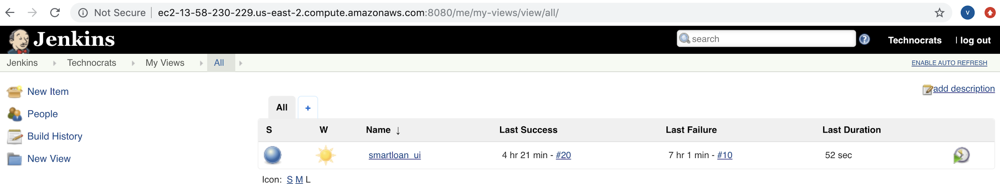 Not Secure | ec2-13-58-230-229.us-east-2.compute.amazonaws.com:8080/me/my-views/view/all/ V
Jenkins search ? Technocrats | log out
Jenkins Technocrats My Views All ENABLE AUTO REFRESH
New Item
add description
People
All +
Build History
S W Name ↓ Last Success Last Failure Last Duration
New View
smartloan_ui 4 hr 21 min - #20 7 hr 1 min - #10 52 sec
Icon: S M L